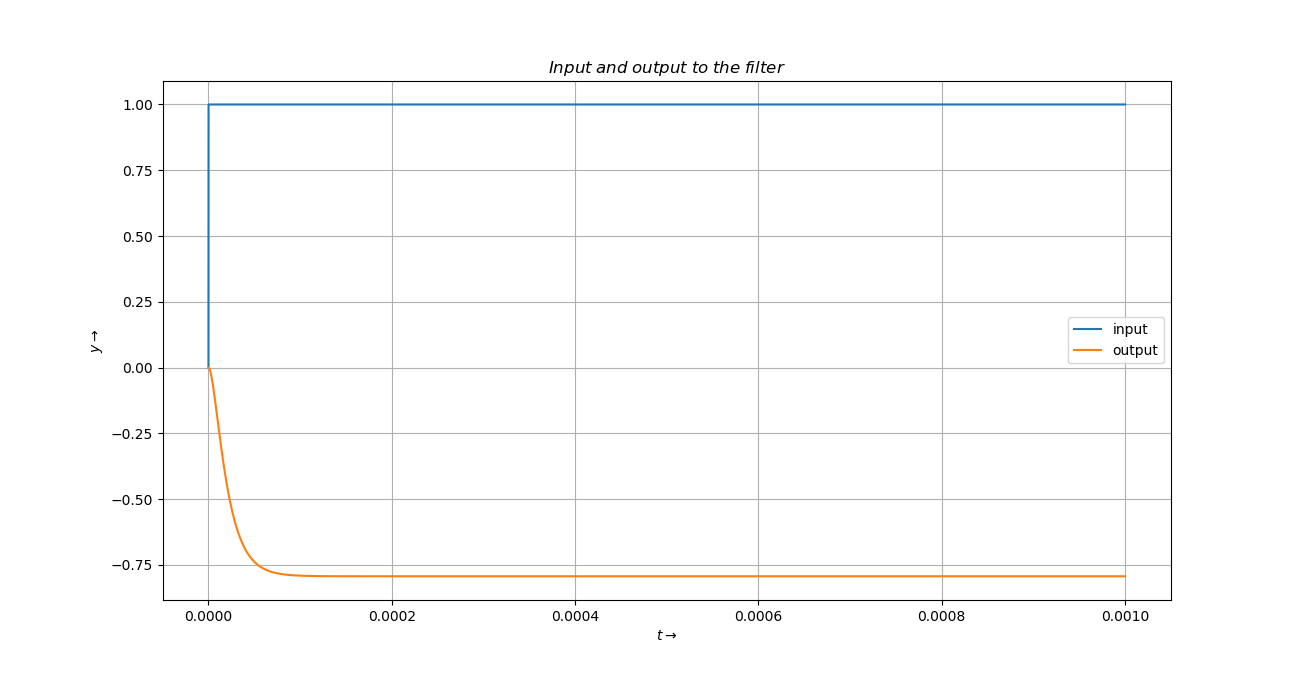 Input and output to the filter
1.00
0.75
0.50
0.25
0.00
−0.25
−0.50
−0.75
y→
input
output
0.0000 0.0002 0.0004 0.0006 0.0008 0.0010
t→